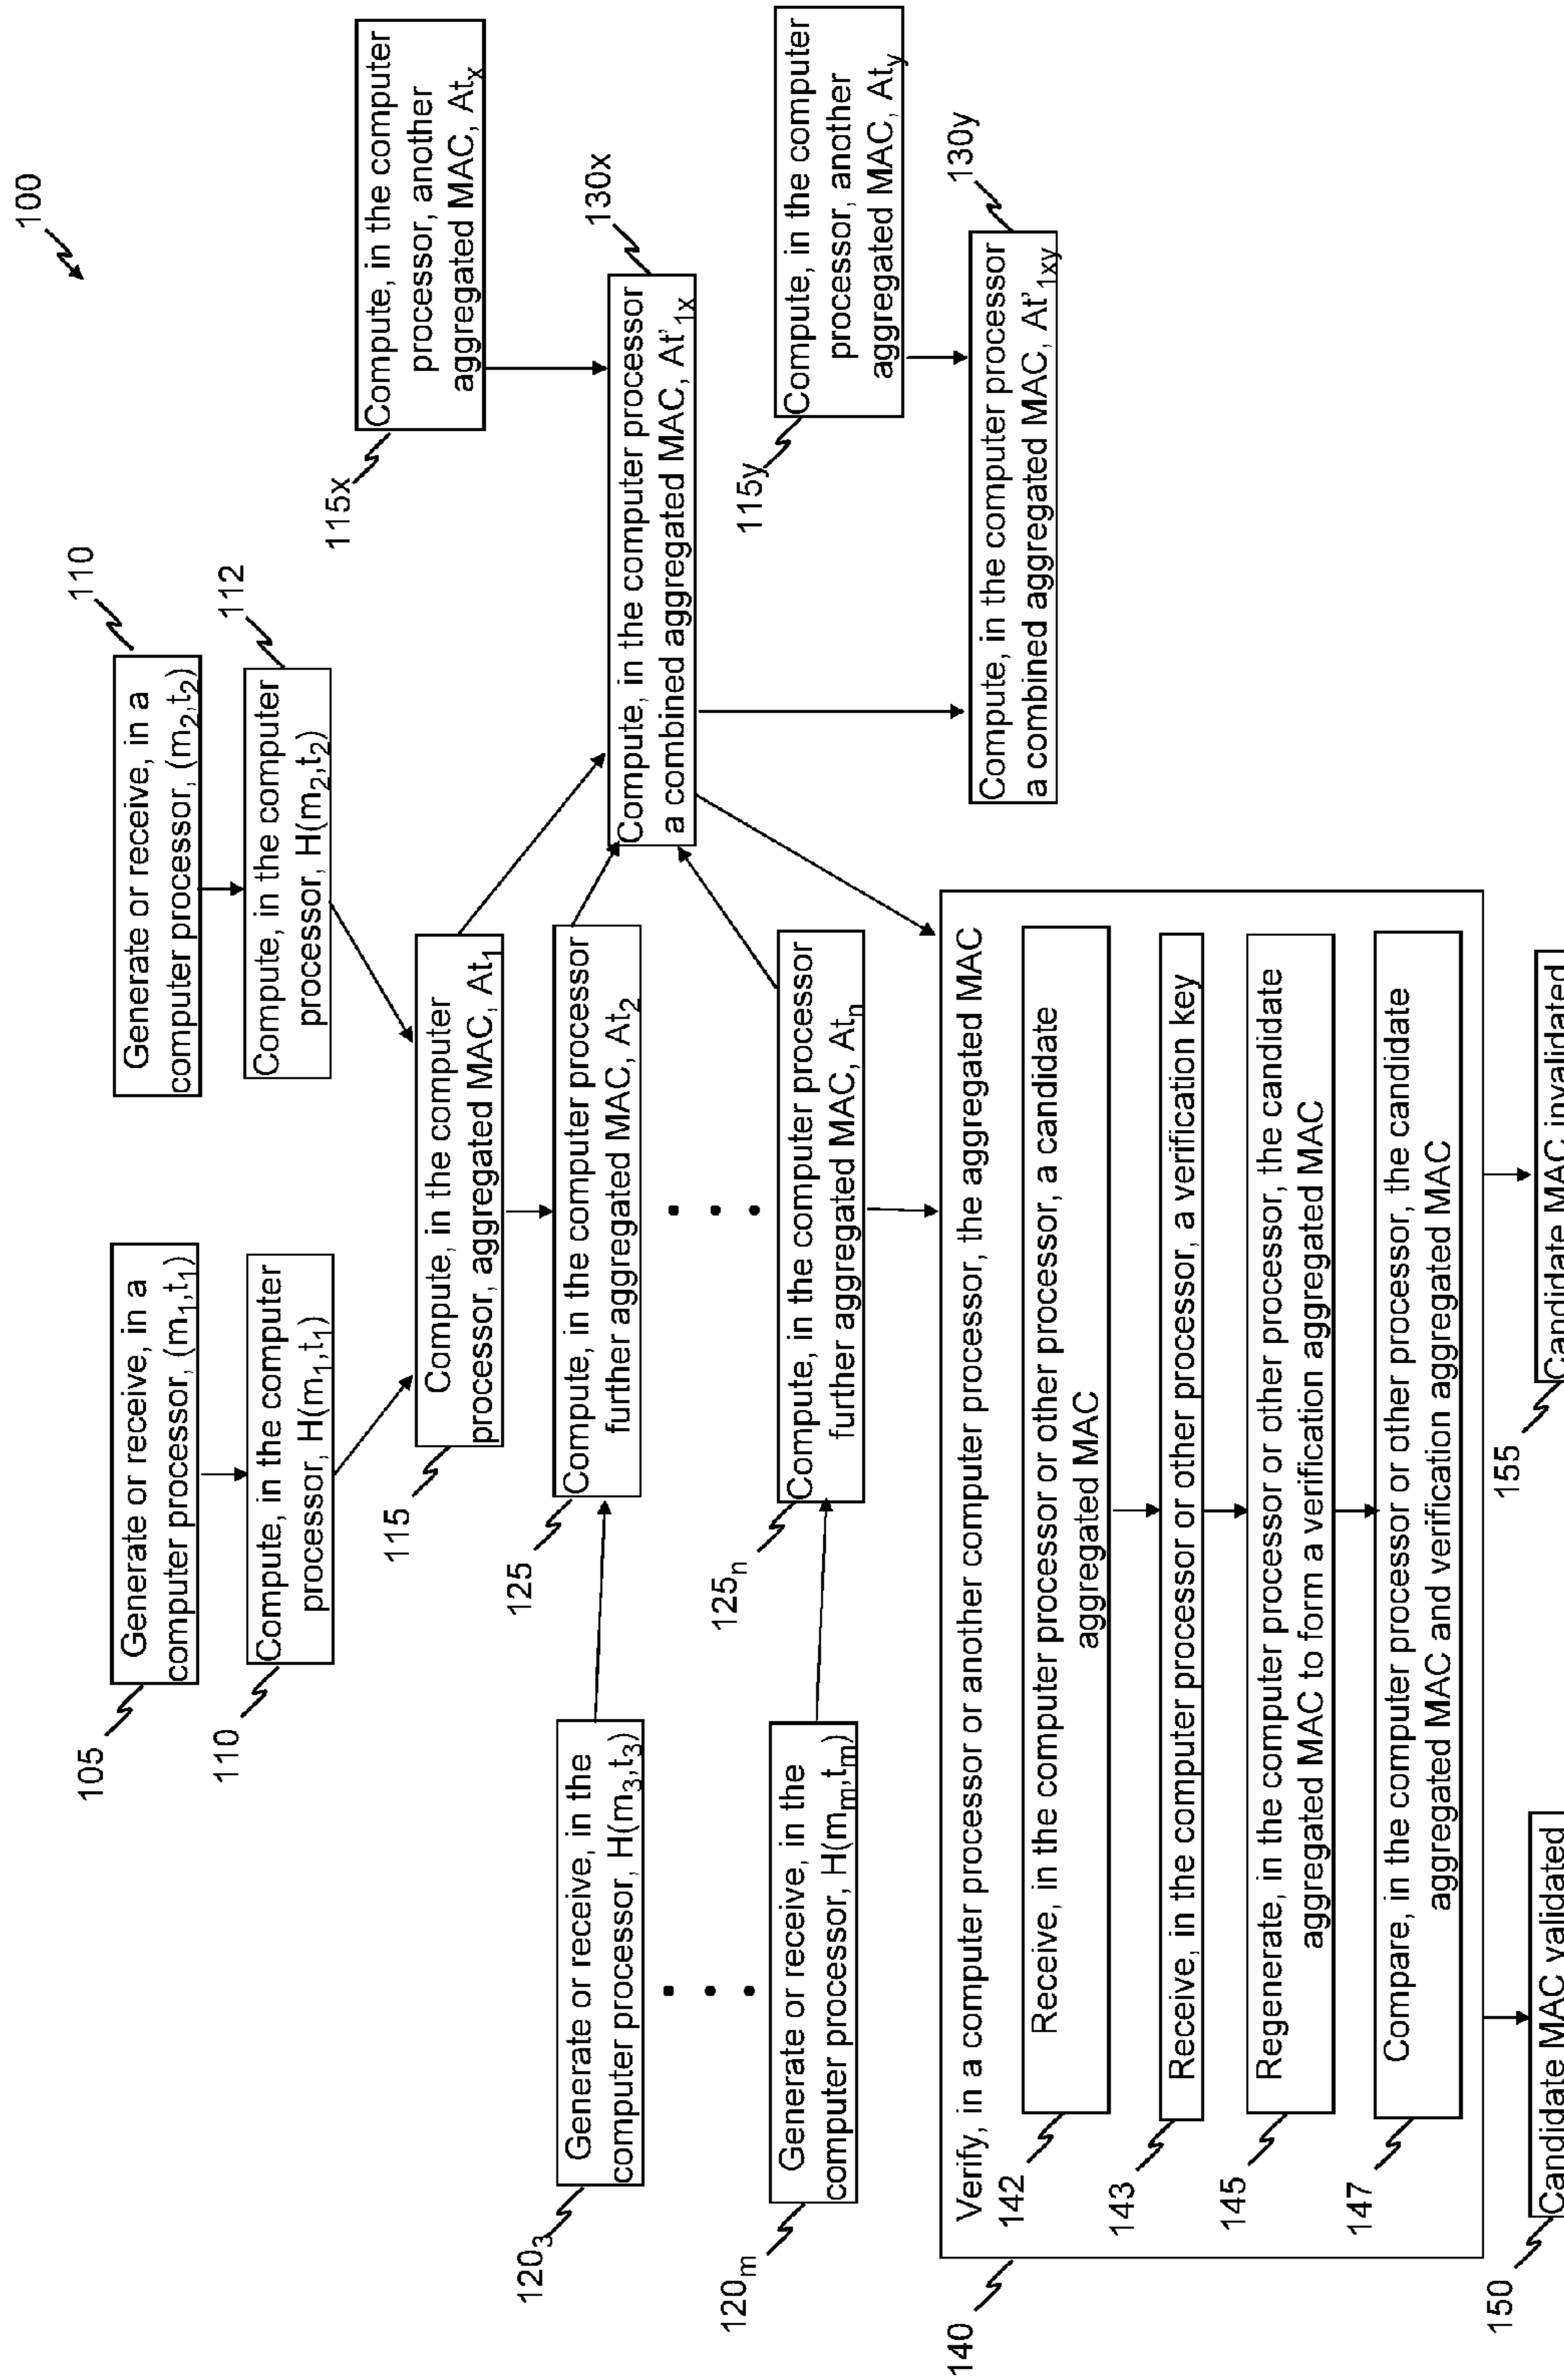 100
105
Generate or receive, in a
computer processor, (m₁,t₁)
110
Generate or receive, in a
computer processor, (m₂,t₂)
110
Compute, in the computer
processor, H(m₁,t₁)
112
Compute, in the computer
processor, H(m₂,t₂)
115x
Compute, in the computer
processor, another
aggregated MAC, Atₓ
115
Compute, in the computer
processor, aggregated MAC, At₁
120₃
Generate or receive, in the
computer processor, H(m₃,t₃)
125
Compute, in the computer processor
further aggregated MAC, At₂
130x
Compute, in the computer processor
a combined aggregated MAC, At'₁ₓ
120ₘ
Generate or receive, in the
computer processor, H(mₘ,tₘ)
125ₙ
Compute, in the computer processor
further aggregated MAC, Atₙ
115y
Compute, in the computer
processor, another
aggregated MAC, Aty
130y
Compute, in the computer processor
a combined aggregated MAC, At'1xy
140
Verify, in a computer processor or another computer processor, the aggregated MAC
142
Receive, in the computer processor or other processor, a candidate
aggregated MAC
143
Receive, in the computer processor or other processor, a verification key
145
Regenerate, in the computer processor or other processor, the candidate
aggregated MAC to form a verification aggregated MAC
147
Compare, in the computer processor or other processor, the candidate
aggregated MAC and verification aggregated MAC
150
Candidate MAC validated
155
Candidate MAC invalidated